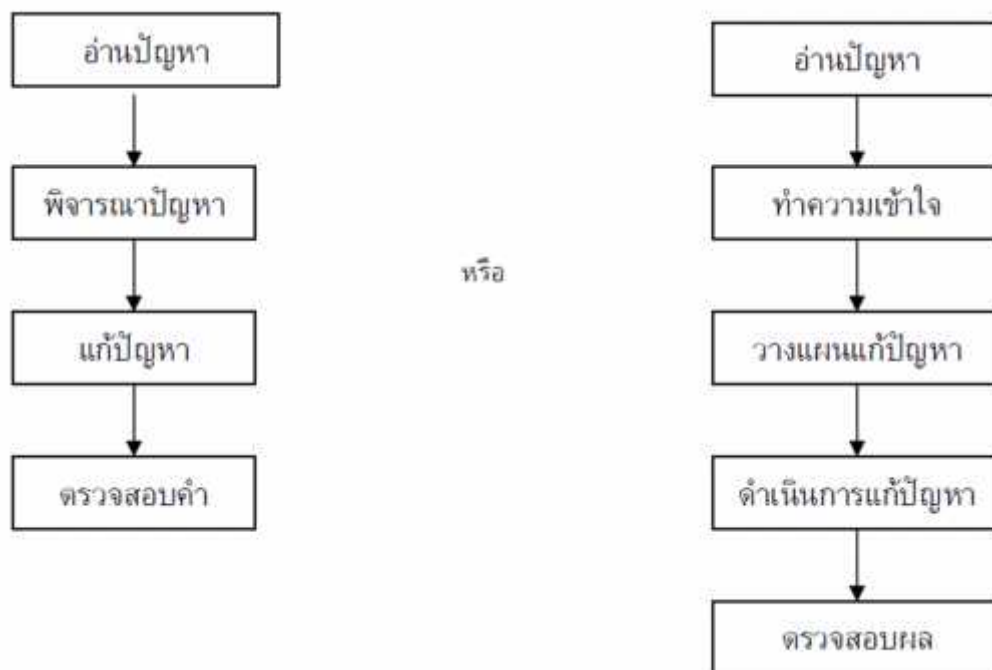 อ่านปัญหา
พิจารณาปัญหา
แก้ปัญหา
ตรวจสอบคำ
หรือ
อ่านปัญหา
ทำความเข้าใจ
วางแผนแก้ปัญหา
ดำเนินการแก้ปัญหา
ตรวจสอบผล